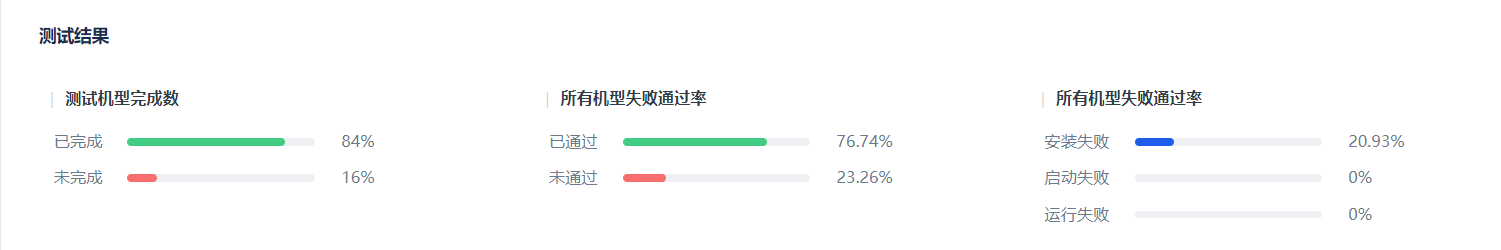 测试结果
测试机型完成数
已完成 84%
未完成 16%
所有机型失败通过率
已通过 76.74%
未通过 23.26%
所有机型失败通过率
安装失败 20.93%
启动失败 0%
运行失败 0%